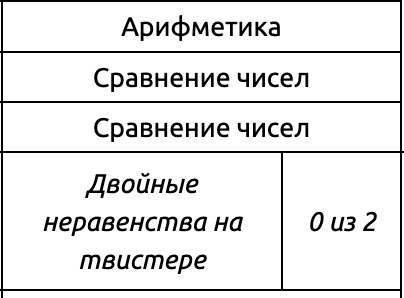 Арифметика
Сравнение чисел
Сравнение чисел
Двойные
неравенства на
твистере
0 из 2